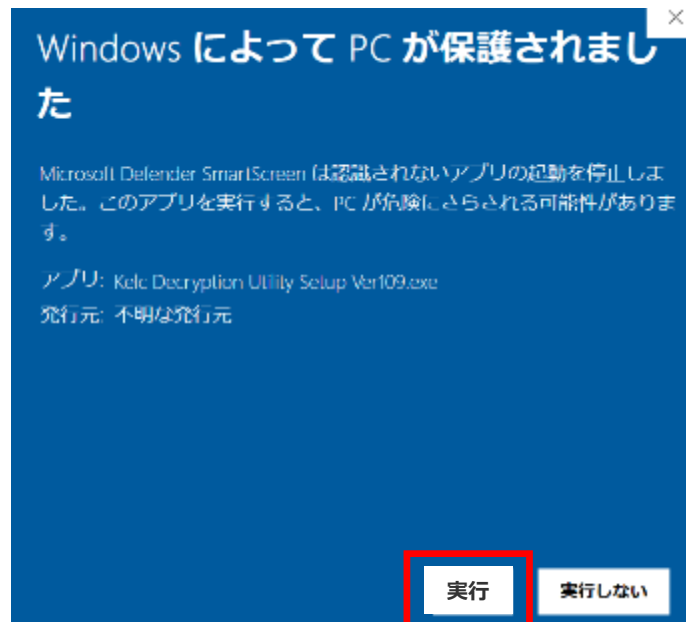 Windows によって PC が保護されまし
た
Microsoft Defender SmartScreen は認識されないアプリの起動を停止しま
した。このアプリを実行すると、PC が危険にさらされる可能性がありま
す。
アプリ: Kelc Decryption Utility Setup Ver109.exe
発行元: 不明な発行元
実行
実行しない